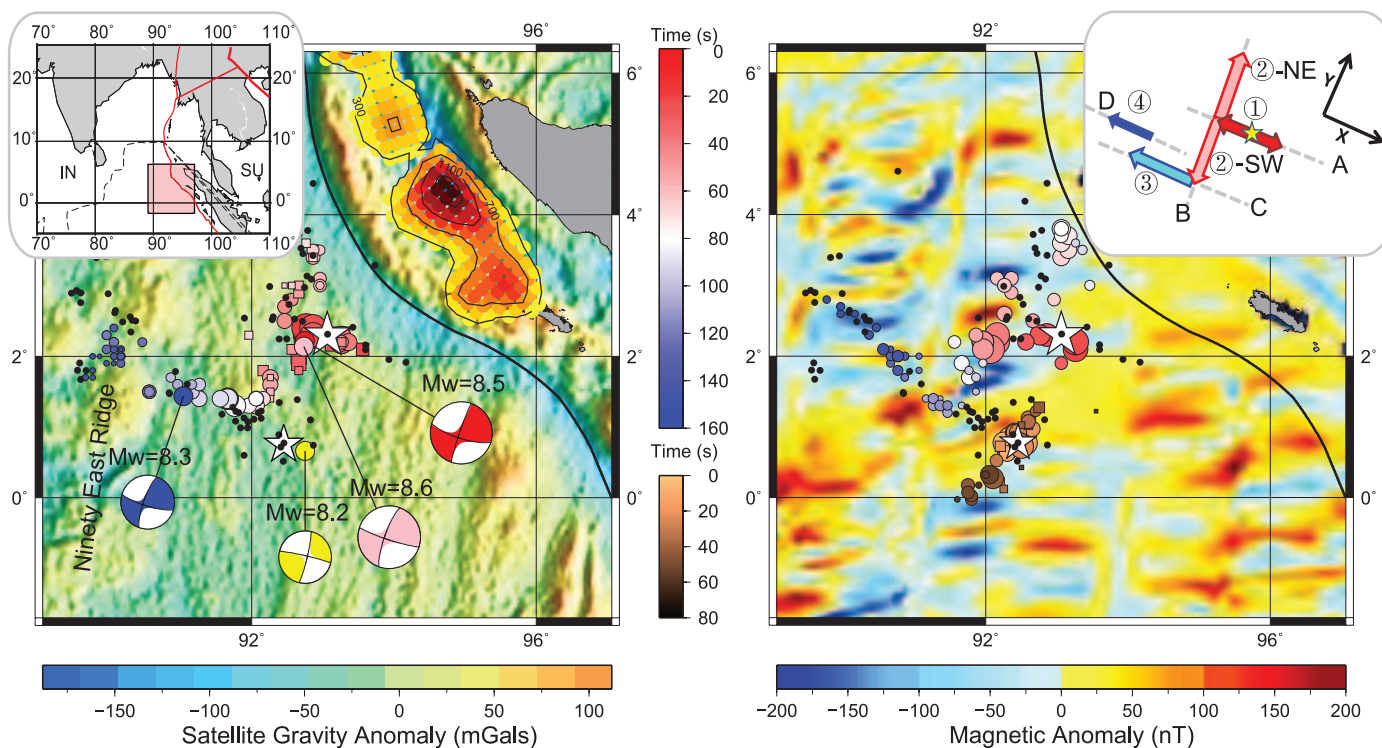 70 80 90 100 110
20°
10°
0°
IN
SU
20°
10°
0°
70 80 90 100 110
300
1100
700
Mw=8.5
Mw=8.3
Mw=8.6
Mw=8.2
Ninety East Ridge
92 96
92 96
−150 −100 −50 0 50 100
Satellite Gravity Anomaly (mGals)
Time (s)
0
20
40
60
80
100
120
140
160
Time (s)
0
20
40
60
80
92 96
6°
4°
2°
0°
②-NE
①
④
D
②-SW
③
A
B
C
Y
X
92 96
−200 −150 −100 −50 0 50 100 150 200
Magnetic Anomaly (nT)